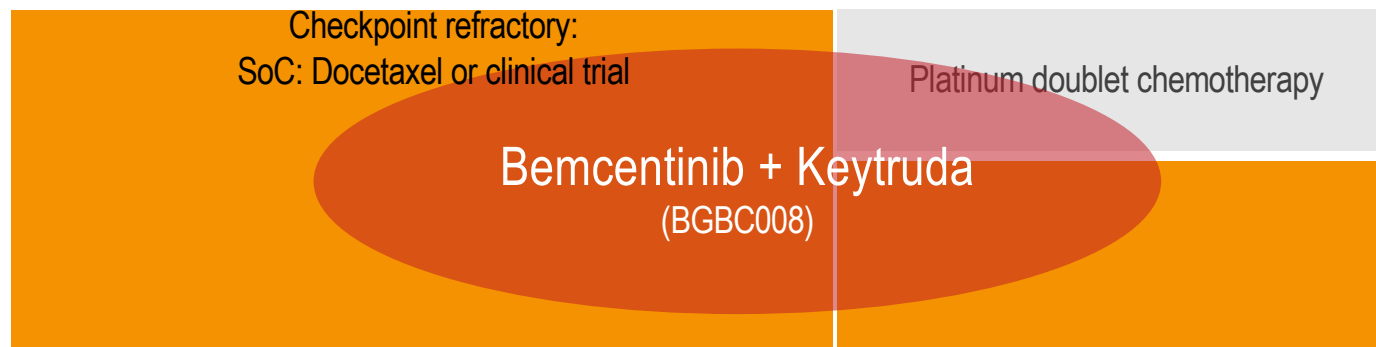 Checkpoint refractory:
SoC: Docetaxel or clinical trial
Platinum doublet chemotherapy
Bemcentinib + Keytruda
(BGBC008)